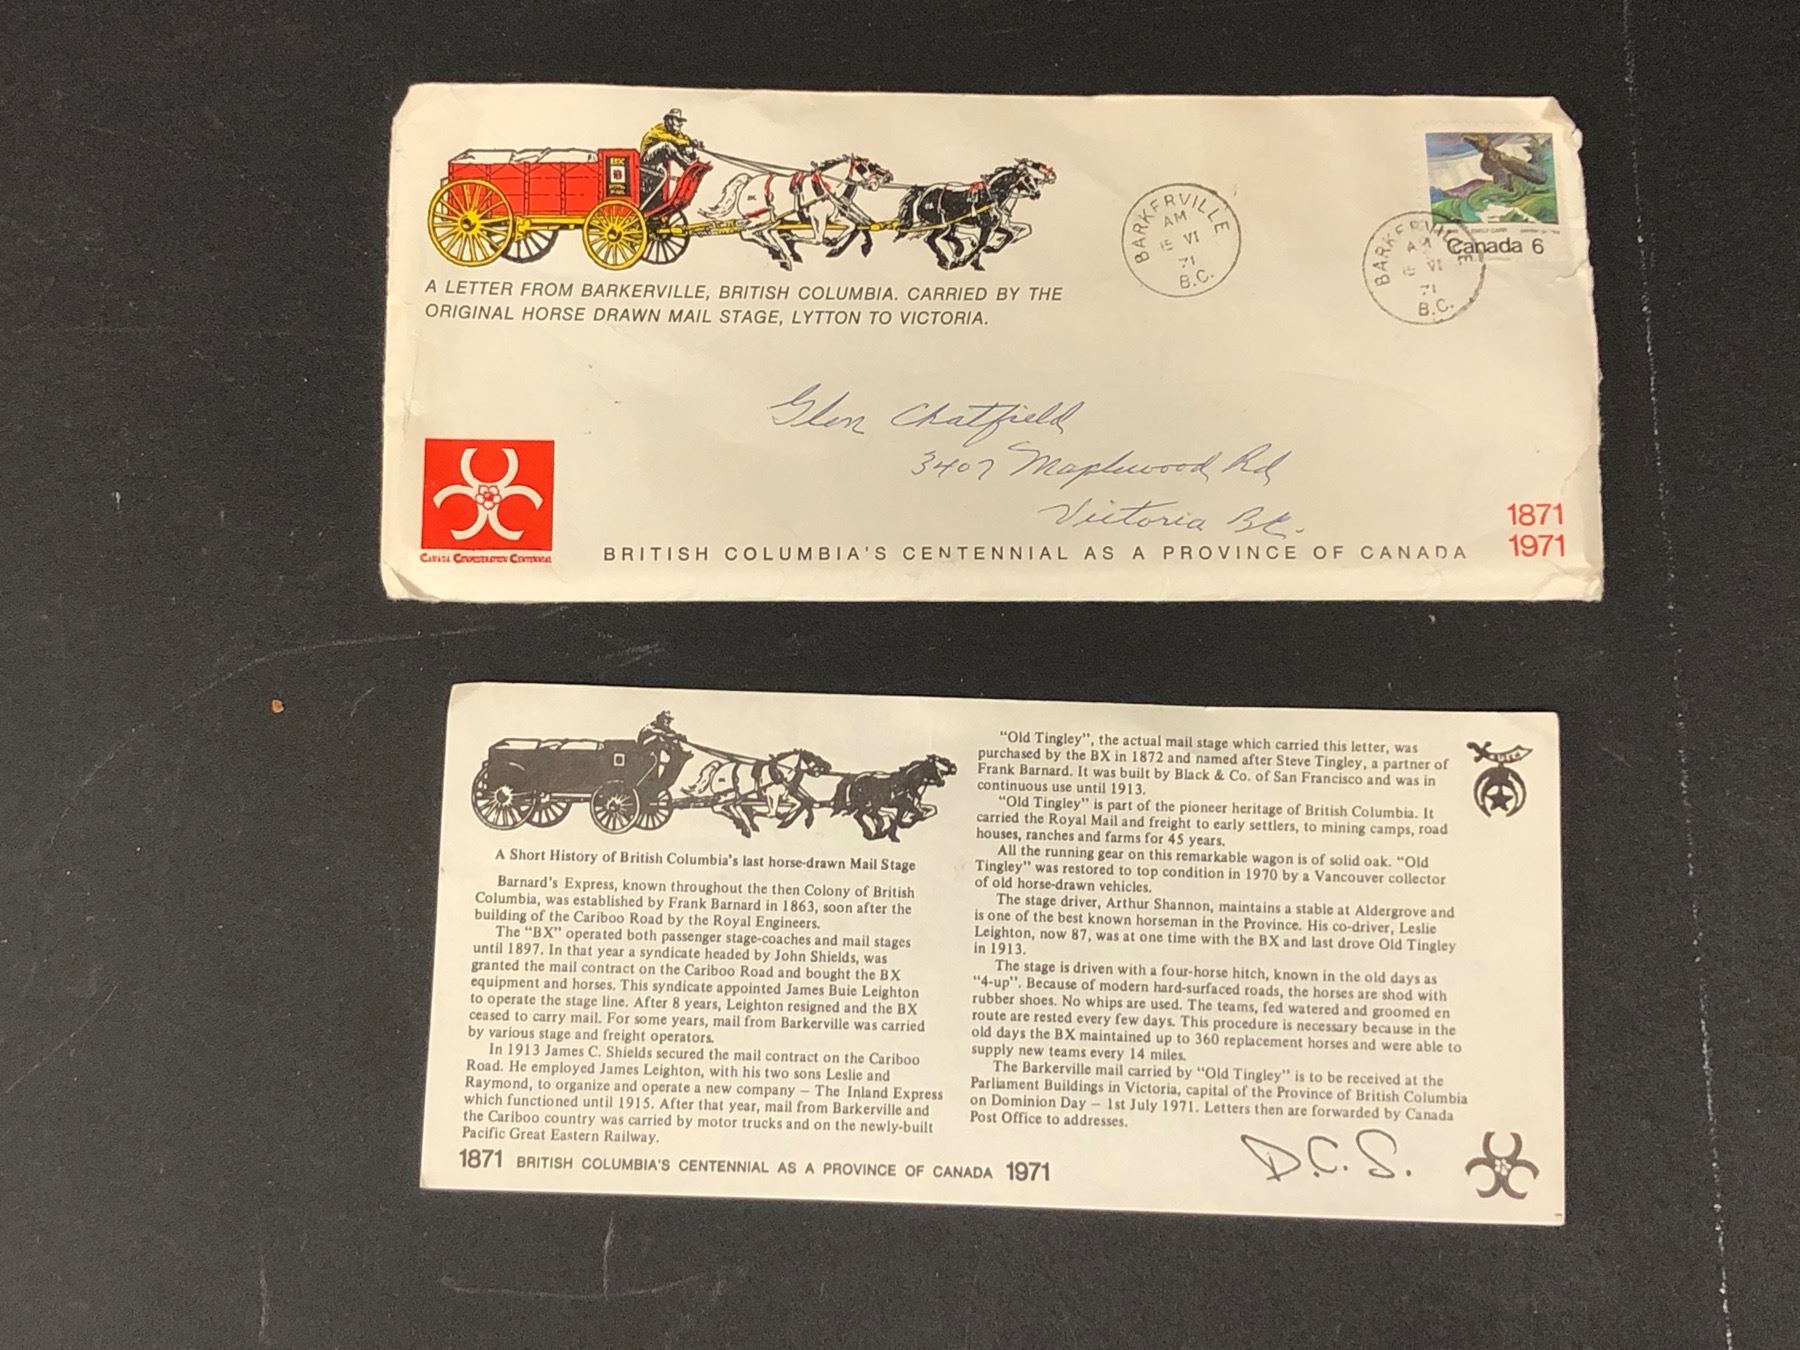 BX
A LETTER FROM BARKERVILLE, BRITISH COLUMBIA. CARRIED BY THE
ORIGINAL HORSE DRAWN MAIL STAGE, LYTTON TO VICTORIA.
BARKERVILLE
AM
VI
71
B.C.
EMILY CARR
Canada 6
BARKERVILLE
AM
VI
71
B.C.
Glen Chatfield
3407 Maplewood Rd
Victoria BC.
CANADA CONFEDERATION CENTENNIAL
1871
1971
BRITISH COLUMBIA'S CENTENNIAL AS A PROVINCE OF CANADA
A Short History of British Columbia's last horse-drawn Mail Stage
Barnard's Express, known throughout the then Colony of British
Columbia, was established by Frank Barnard in 1863, soon after the
building of the Cariboo Road by the Royal Engineers.
The "BX" operated both passenger stage-coaches and mail stages
until 1897. In that year a syndicate headed by John Shields, was
granted the mail contract on the Cariboo Road and bought the BX
equipment and horses. This syndicate appointed James Buie Leighton
to operate the stage line. After 8 years, Leighton resigned and the BX
ceased to carry mail. For some years, mail from Barkerville was carried
by various stage and freight operators.
In 1913 James C. Shields secured the mail contract on the Cariboo
Road. He employed James Leighton, with his two sons Leslie and
Raymond, to organize and operate a new company – The Inland Express
which functioned until 1915. After that year, mail from Barkerville and
the Cariboo country was carried by motor trucks and on the newly-built
Pacific Great Eastern Railway.
1871 BRITISH COLUMBIA'S CENTENNIAL AS A PROVINCE OF CANADA 1971
"Old Tingley", the actual mail stage which carried this letter, was
purchased by the BX in 1872 and named after Steve Tingley, a partner of
Frank Barnard. It was built by Black & Co. of San Francisco and was in
continuous use until 1913.
"Old Tingley" is part of the pioneer heritage of British Columbia. It
carried the Royal Mail and freight to early settlers, to mining camps, road
houses, ranches and farms for 45 years.
All the running gear on this remarkable wagon is of solid oak. "Old
Tingley" was restored to top condition in 1970 by a Vancouver collector
of old horse-drawn vehicles.
The stage driver, Arthur Shannon, maintains a stable at Aldergrove and
is one of the best known horseman in the Province. His co-driver, Leslie
Leighton, now 87, was at one time with the BX and last drove Old Tingley
in 1913.
The stage is driven with a four-horse hitch, known in the old days as
"4-up". Because of modern hard-surfaced roads, the horses are shod with
rubber shoes. No whips are used. The teams, fed watered and groomed en
route are rested every few days. This procedure is necessary because in the
old days the BX maintained up to 360 replacement horses and were able to
supply new teams every 14 miles.
The Barkerville mail carried by "Old Tingley" is to be received at the
Parliament Buildings in Victoria, capital of the Province of British Columbia
on Dominion Day – 1st July 1971. Letters then are forwarded by Canada
Post Office to addresses.
D.C.S.